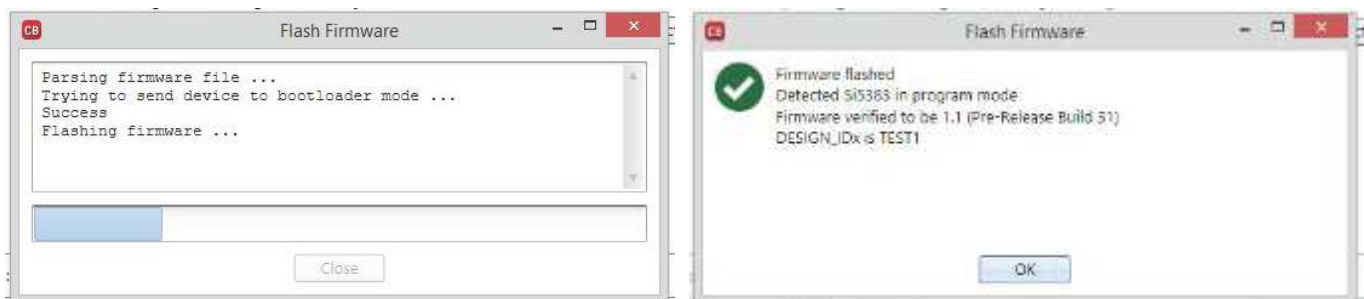 CB
Flash Firmware
Parsing firmware file ...
Trying to send device to bootloader mode ...
Success
Flashing firmware ...
Close
CB
Flash Firmware
Firmware flashed
Detected Si5383 in program mode
Firmware verified to be 1.1 (Pre-Release Build 31)
DESIGN_IDx is TEST1
OK